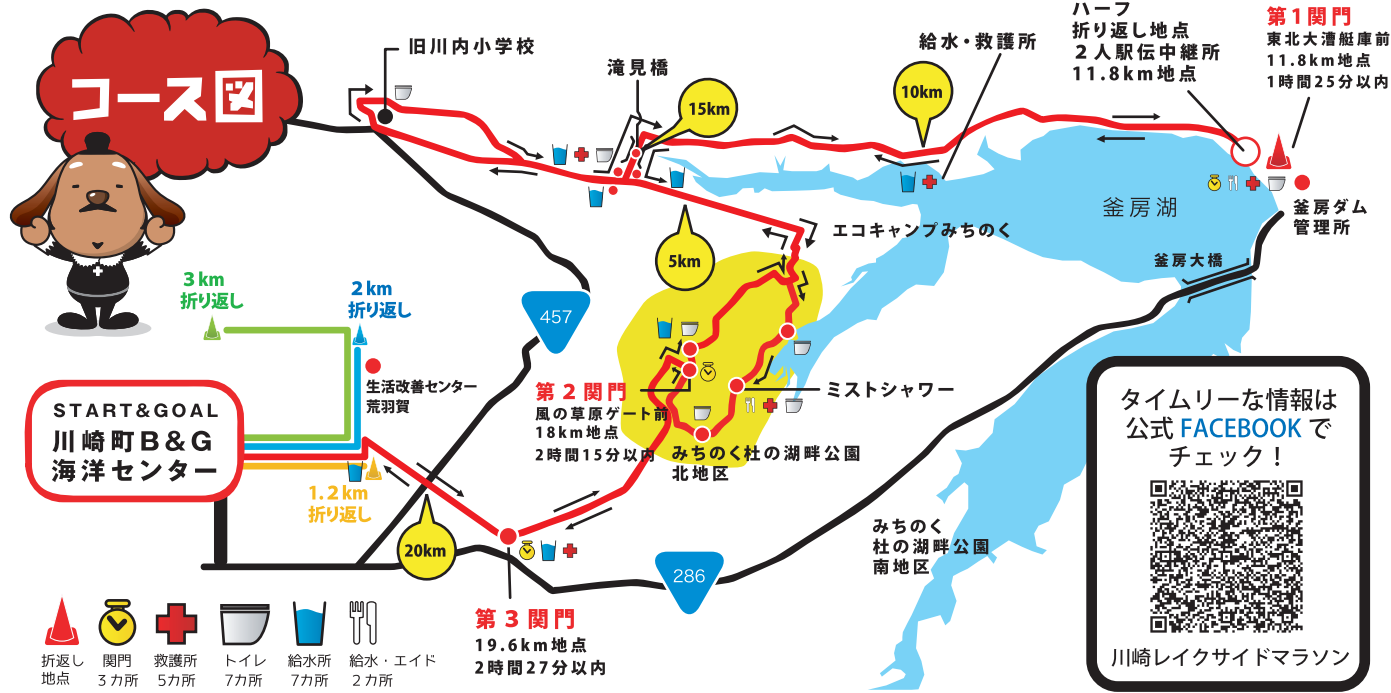 コース図
旧川内小学校
滝見橋
15km
給水・救護所
10km
ハーフ
折り返し地点
2人駅伝中継所
11.8km地点
第1関門
東北大漕艇庫前
11.8km地点
1時間25分以内
釜房湖
釜房ダム
管理所
釜房大橋
エコキャンプみちのく
5km
3km
折り返し
2km
折り返し
457
生活改善センター
荒羽賀
START&GOAL
川崎町B&G
海洋センター
1.2km
折り返し
第2関門
風の草原ゲート前
18km地点
2時間15分以内
ミストシャワー
みちのく杜の湖畔公園
北地区
20km
みちのく
杜の湖畔公園
南地区
286
第3関門
19.6km地点
2時間27分以内
折返し
地点
関門
3カ所
救護所
5カ所
トイレ
7カ所
給水所
7カ所
給水・エイド
2カ所
タイムリーな情報は
公式 FACEBOOK で
チェック！
川崎レイクサイドマラソン